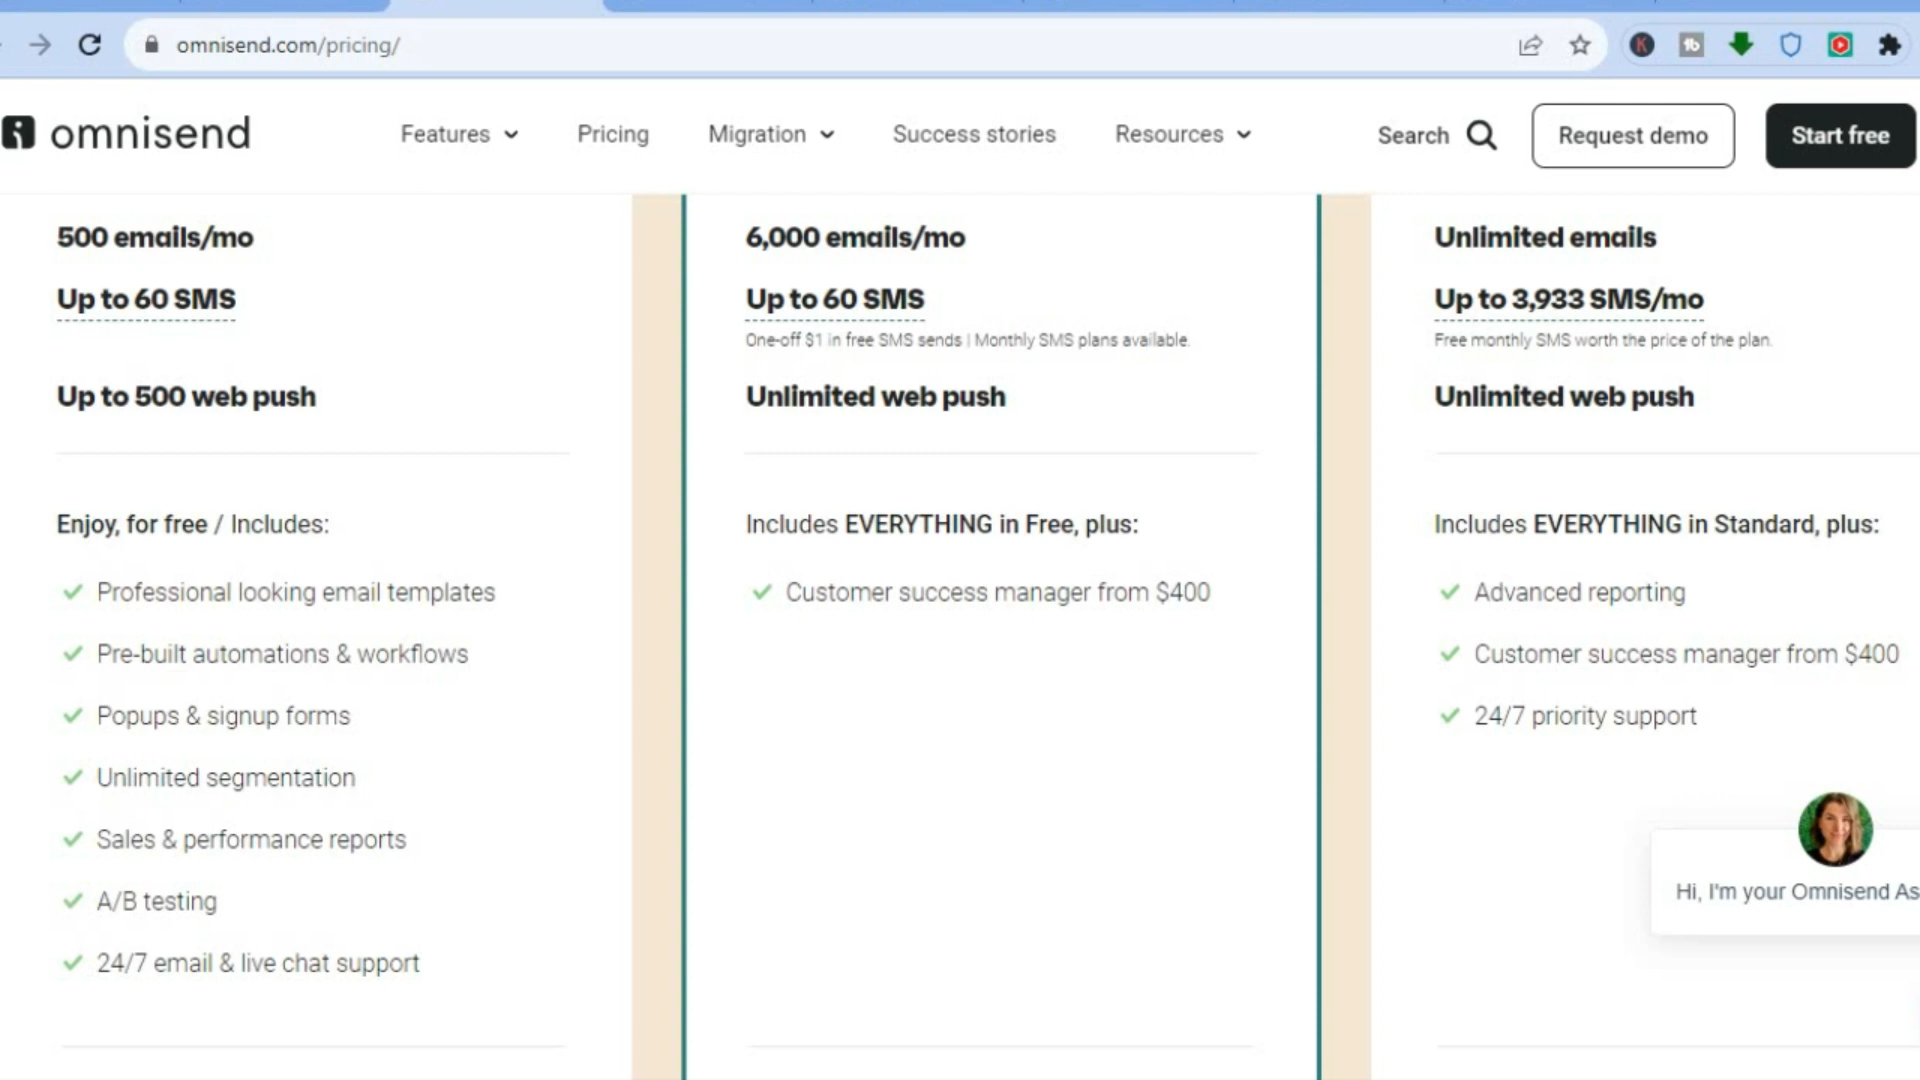 omnisend.com/pricing/
omnisend
Features
Pricing
Migration
Success stories
Resources
Search
Request demo
Start free
500 emails/mo
Up to 60 SMS
Up to 500 web push
Enjoy, for free / Includes:
Professional looking email templates
Pre-built automations & workflows
Popups & signup forms
Unlimited segmentation
Sales & performance reports
A/B testing
24/7 email & live chat support
6,000 emails/mo
Up to 60 SMS
One-off $1 in free SMS sends | Monthly SMS plans available.
Unlimited web push
Includes EVERYTHING in Free, plus:
Customer success manager from $400
Unlimited emails
Up to 3,933 SMS/mo
Free monthly SMS worth the price of the plan.
Unlimited web push
Includes EVERYTHING in Standard, plus:
Advanced reporting
Customer success manager from $400
24/7 priority support
Hi, I'm your Omnisend As